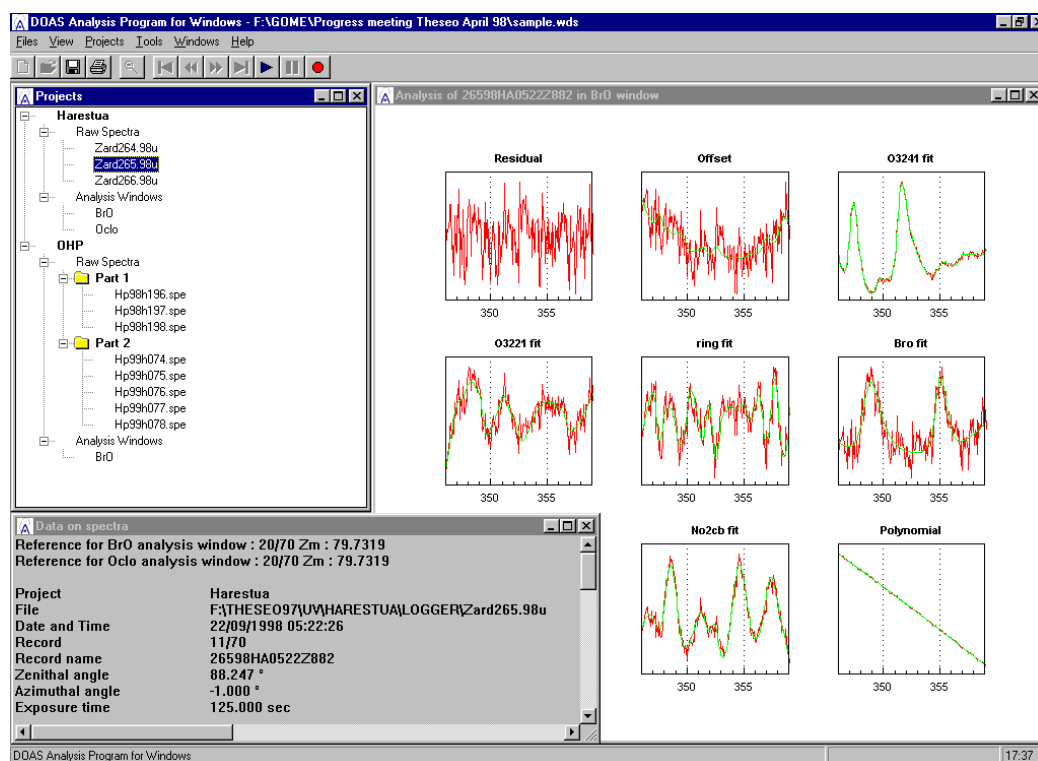 DOAS Analysis Program for Windows - F:\GOME\Progress meeting Theseo April 98\sample.wds
Files View Projects Tools Windows Help
Projects
Harestua
Raw Spectra
Zard264.98u
Zard265.98u
Zard266.98u
Analysis Windows
BrO
Oclo
OHP
Raw Spectra
Part 1
Hp98h196.spe
Hp98h197.spe
Hp98h198.spe
Part 2
Hp99h074.spe
Hp99h075.spe
Hp99h076.spe
Hp99h077.spe
Hp99h078.spe
Analysis Windows
BrO
Analysis of 26598HA0522Z882 in BrO window
Residual Offset O3241 fit
350 355 350 355 350 355
O3221 fit ring fit Bro fit
350 355 350 355 350 355
No2cb fit Polynomial
350 355 350 355
Data on spectra
Reference for BrO analysis window : 20/70 Zm : 79.7319
Reference for Oclo analysis window : 20/70 Zm : 79.7319
Project Harestua
File F:\THESEO97\UV\HARESTUA\LOGGER\Zard265.98u
Date and Time 22/09/1998 05:22:26
Record 11/70
Record name 26598HA0522Z882
Zenithal angle 88.247 °
Azimuthal angle -1.000 °
Exposure time 125.000 sec
DOAS Analysis Program for Windows 17:37